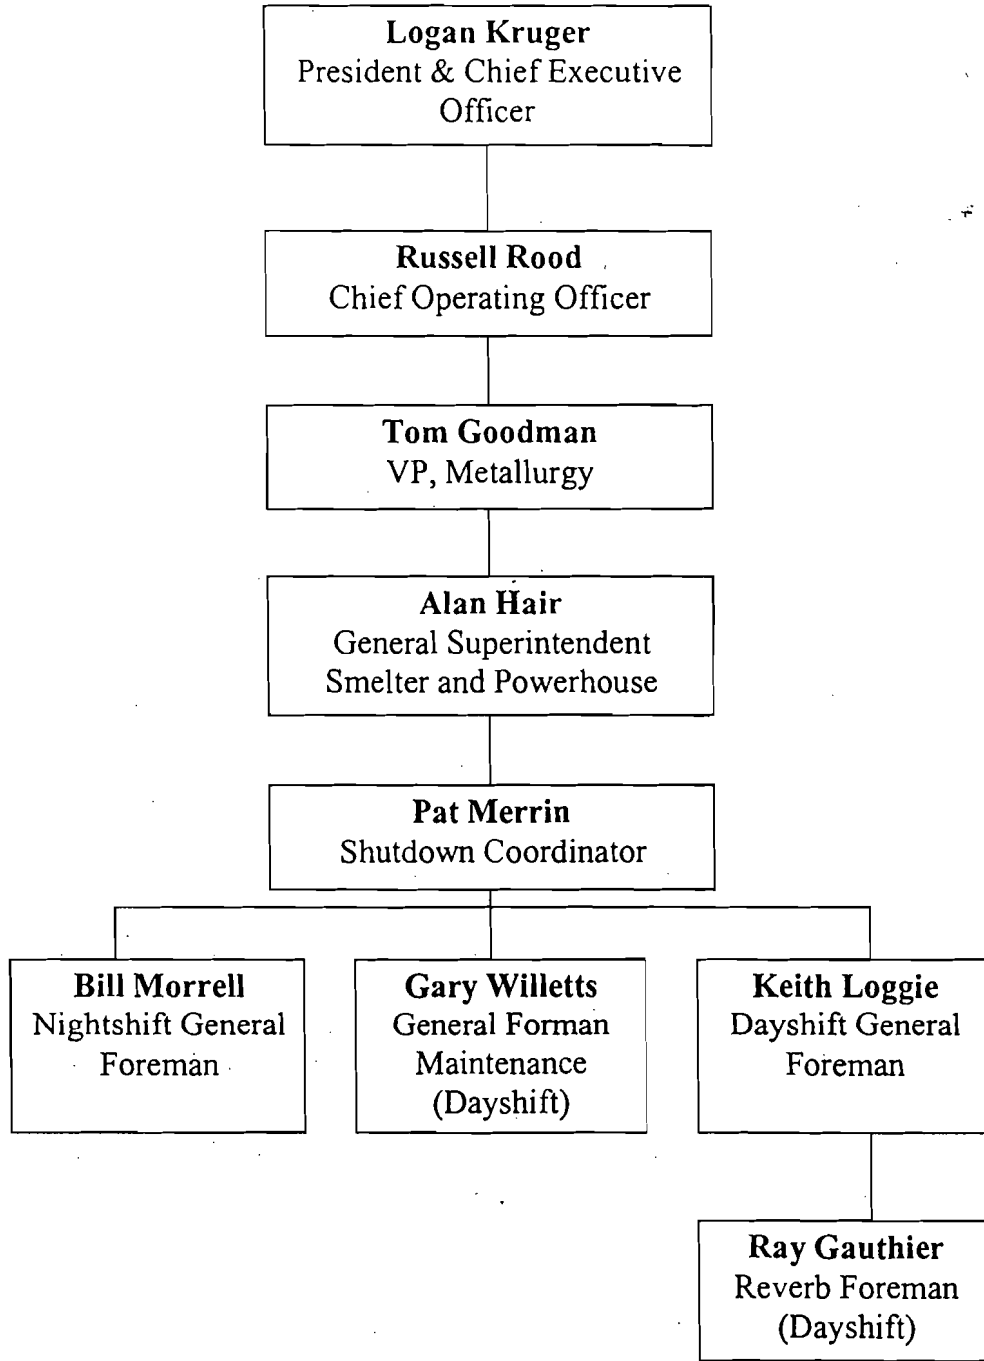 Logan Kruger
President & Chief Executive
Officer
Russell Rood
Chief Operating Officer
Tom Goodman
VP, Metallurgy
Alan Hair
General Superintendent
Smelter and Powerhouse
Pat Merrin
Shutdown Coordinator
Bill Morrell
Nightshift General
Foreman
Gary Willetts
General Forman
Maintenance
(Dayshift)
Keith Loggie
Dayshift General
Foreman
Ray Gauthier
Reverb Foreman
(Dayshift)